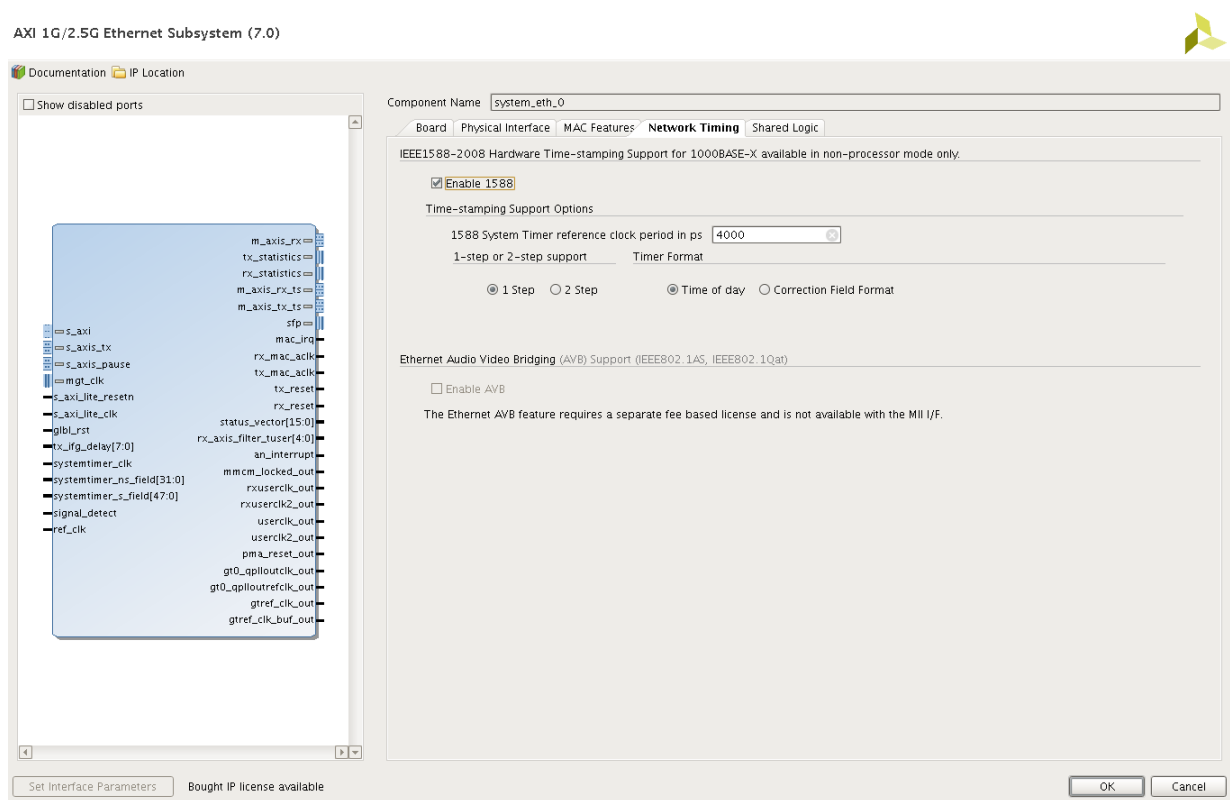 AXI 1G/2.5G Ethernet Subsystem (7.0)
Documentation IP Location
Show disabled ports
m_axis_rx
tx_statistics
rx_statistics
m_axis_rx_ts
m_axis_tx_ts
sfp
mac_irq
rx_mac_aclk
tx_mac_aclk
tx_reset
rx_reset
status_vector[15:0]
rx_axis_filter_tuser[4:0]
an_interrupt
mmcm_locked_out
rxuserclk_out
rxuserclk2_out
userclk_out
userclk2_out
pma_reset_out
gt0_qplloutclk_out
gt0_qplloutrefclk_out
gtref_clk_out
gtref_clk_buf_out
s_axi
s_axis_tx
s_axis_pause
mgt_clk
s_axi_lite_resetn
s_axi_lite_clk
glbl_rst
tx_ifg_delay[7:0]
systemtimer_clk
systemtimer_ns_field[31:0]
systemtimer_s_field[47:0]
signal_detect
ref_clk
Component Name system_eth_0
Board Physical Interface MAC Features Network Timing Shared Logic
IEEE1588-2008 Hardware Time-stamping Support for 1000BASE-X available in non-processor mode only.
Enable 1588
Time-stamping Support Options
1588 System Timer reference clock period in ps 4000
1-step or 2-step support Timer Format
1 Step 2 Step Time of day Correction Field Format
Ethernet Audio Video Bridging (AVB) Support (IEEE802.1AS, IEEE802.1Qat)
Enable AVB
The Ethernet AVB feature requires a separate fee based license and is not available with the MII I/F.
Set Interface Parameters Bought IP license available OK Cancel